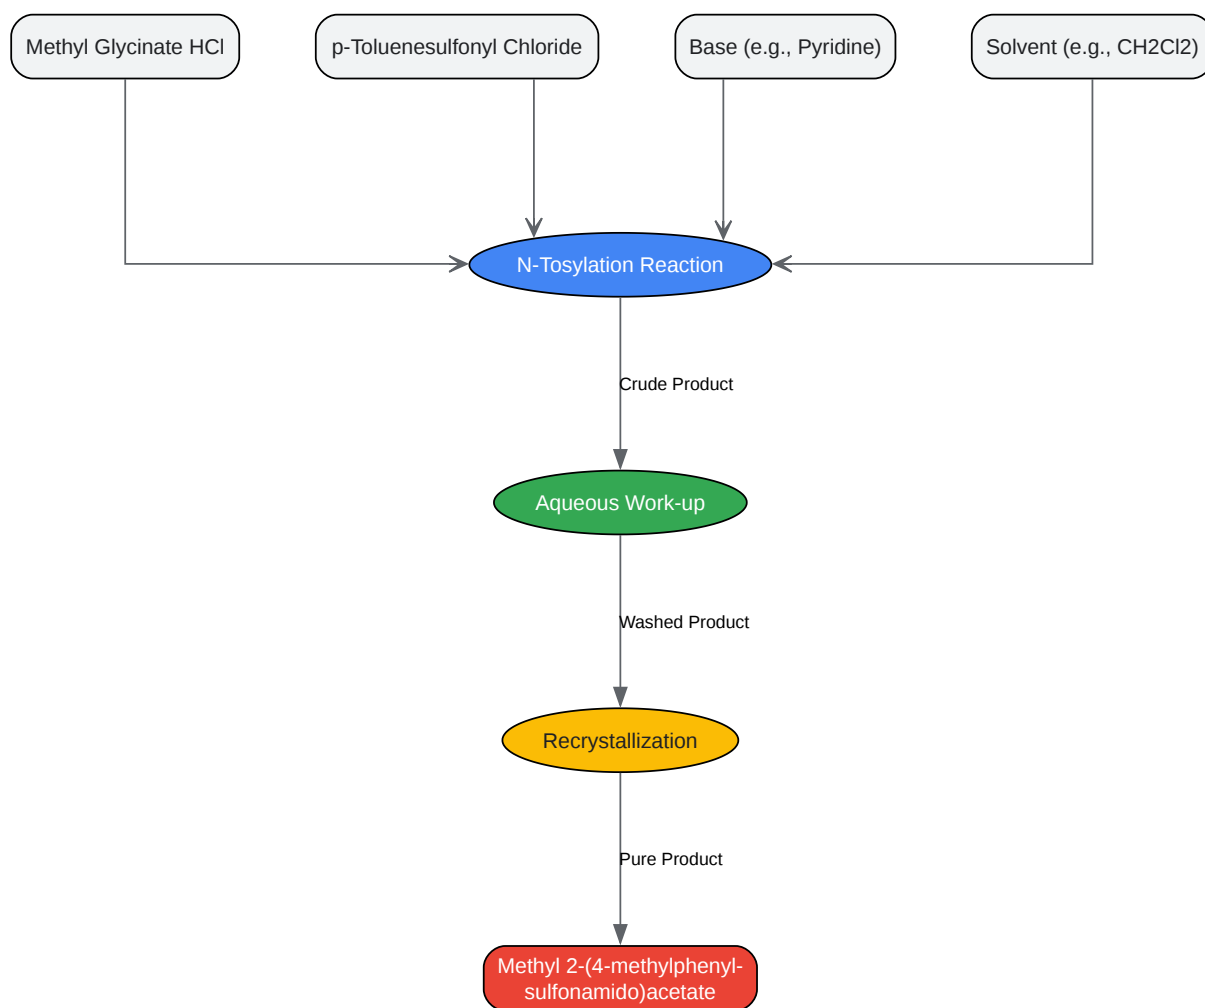 Methyl Glycinate HCl
p-Toluenesulfonyl Chloride
Base (e.g., Pyridine)
Solvent (e.g., CH2Cl2)
N-Tosylation Reaction
Crude Product
Aqueous Work-up
Washed Product
Recrystallization
Pure Product
Methyl 2-(4-methylphenyl-
sulfonamido)acetate